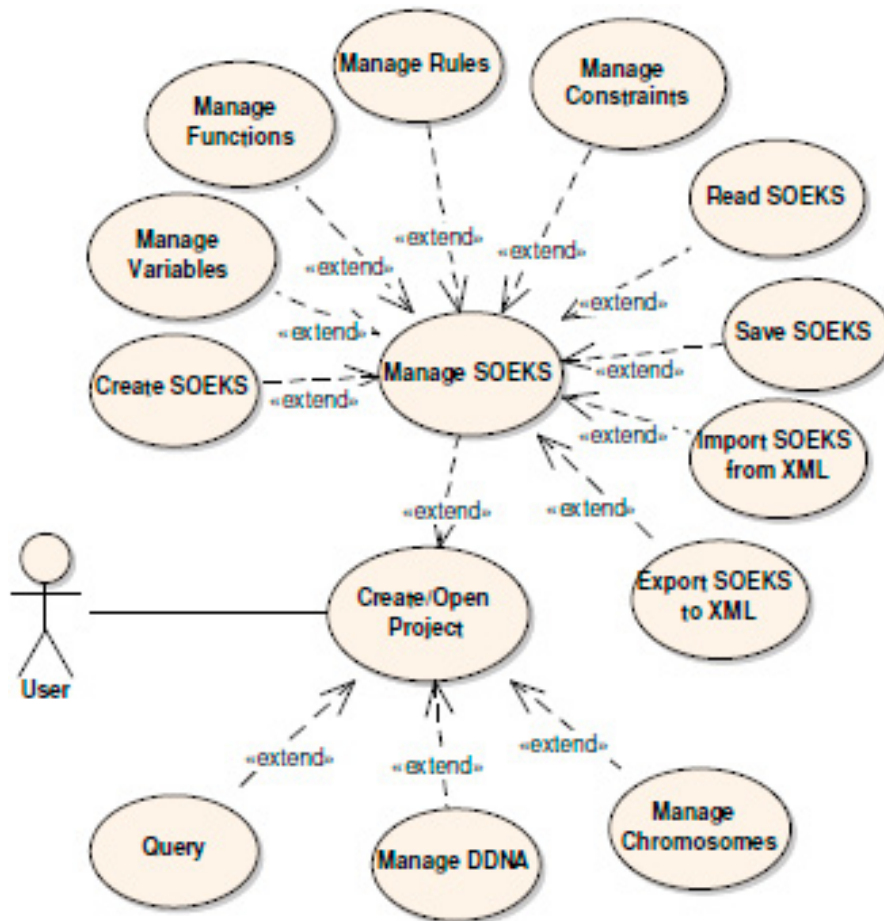 Manage Rules
Manage
Constraints
Manage
Functions
Read SOEKS
Manage
Variables
«extend»
«extend»
«extend»
«extend»
«extend»
«extend»
Save SOEKS
Create SOEKS
«extend»
Manage SOEKS
«extend»
«extend»
Import SOEKS
from XML
«extend»
«extend»
Create/Open
Project
Export SOEKS
to XML
User
«extend»
«extend»
«extend»
Query
Manage DDNA
Manage
Chromosomes